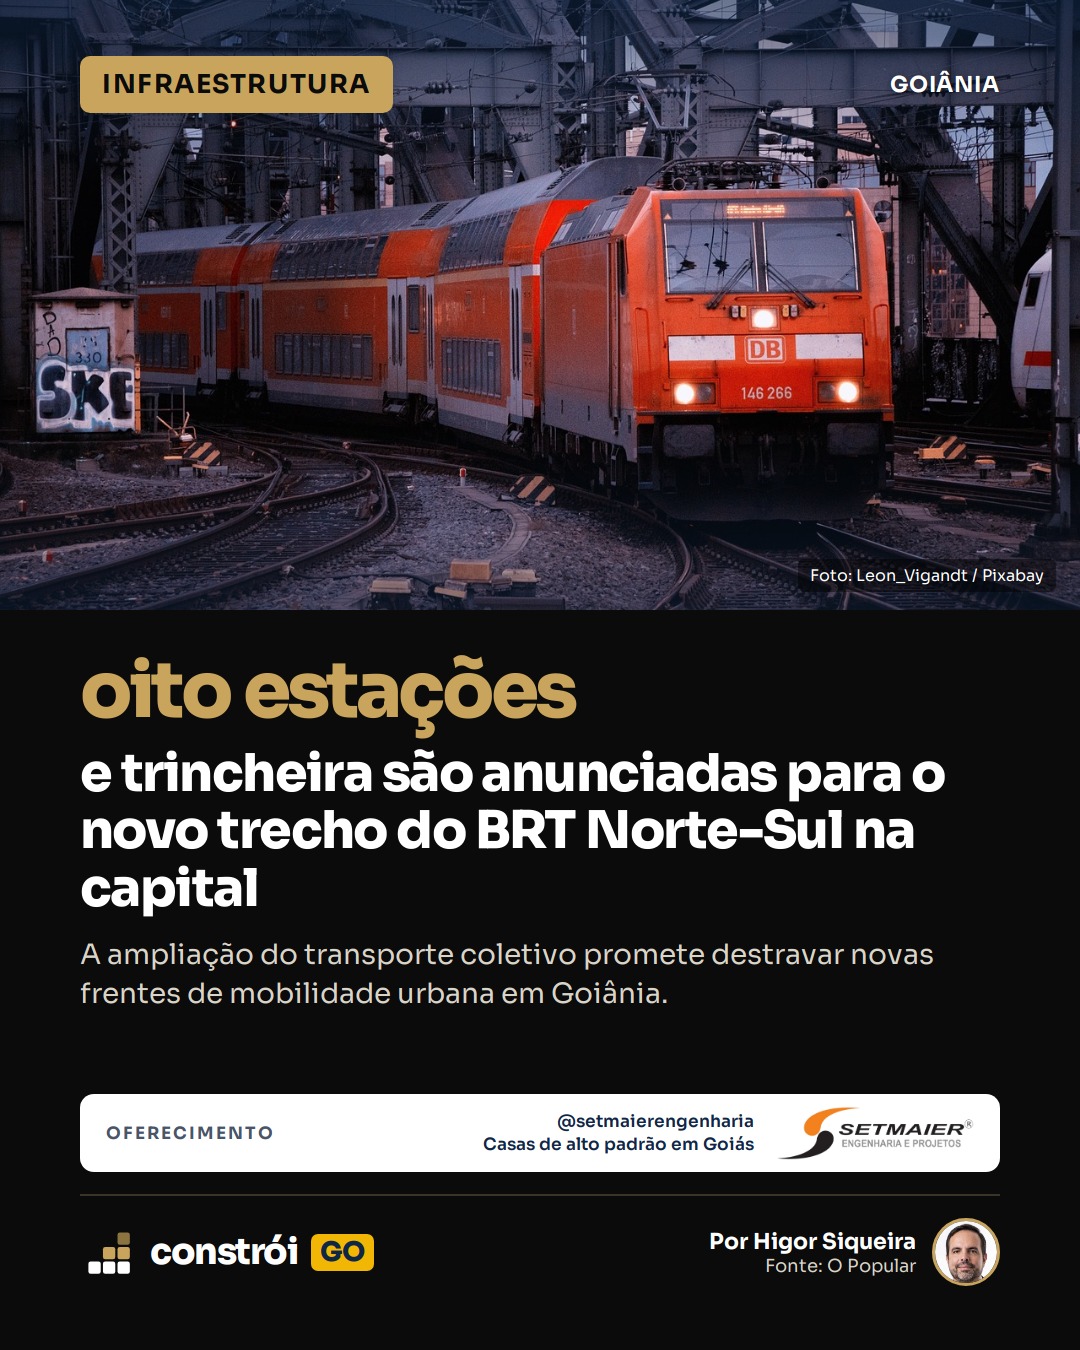 INFRAESTRUTURA
GOIÂNIA
SKE
330
DB
146 266
Foto: Leon_Vigandt / Pixabay
oito estações
e trincheira são anunciadas para o
novo trecho do BRT Norte-Sul na
capital
A ampliação do transporte coletivo promete destravar novas
frentes de mobilidade urbana em Goiânia.
OFERECIMENTO
@setmaierengenharia
Casas de alto padrão em Goiás
SETMAIER®
ENGENHARIA E PROJETOS
constrói GO
Por Higor Siqueira
Fonte: O Popular